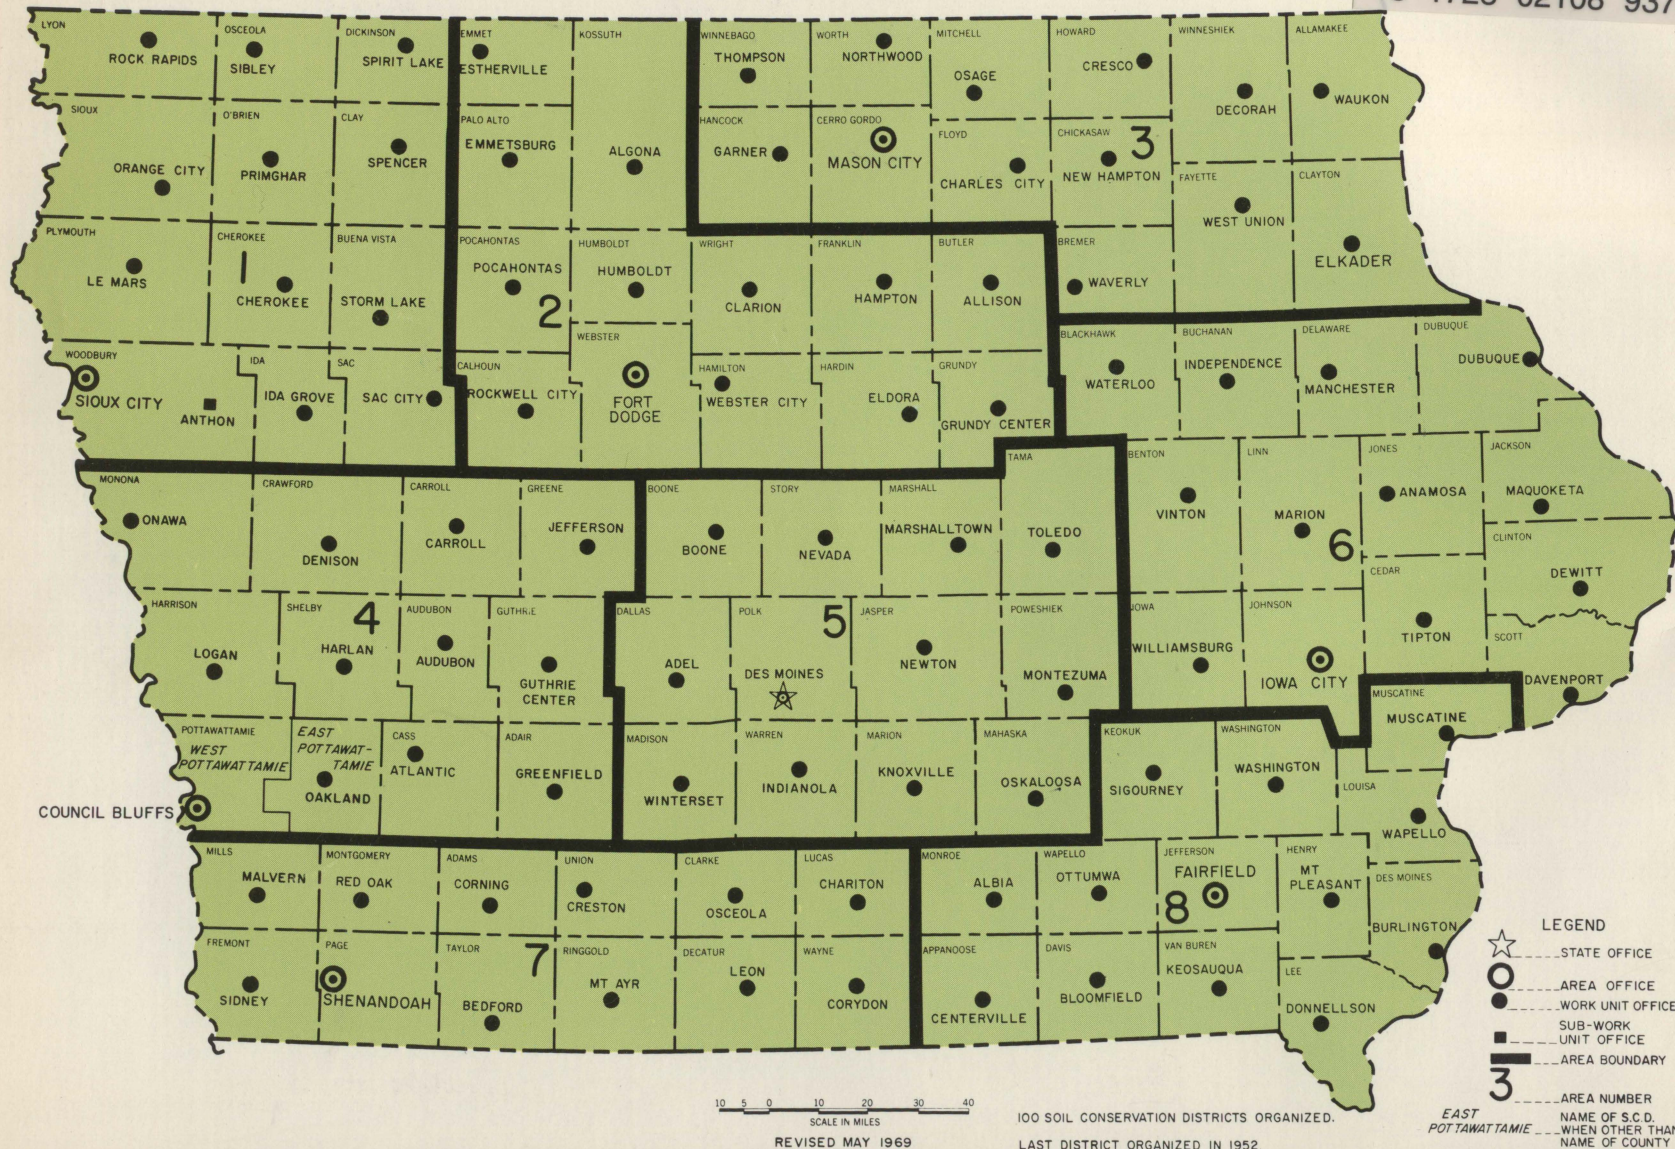 LYON
ROCK RAPIDS
OSCEOLA
SIBLEY
DICKINSON
SPIRIT LAKE
EMMET
ESTHERVILLE
KOSSUTH
ALGONA
WINNEBAGO
THOMPSON
WORTH
NORTHWOOD
MITCHELL
OSAGE
HOWARD
CRESCO
WINNESHIEK
DECORAH
ALLAMAKEE
WAUKON
SIOUX
ORANGE CITY
O'BRIEN
PRIMGHAR
CLAY
SPENCER
PALO ALTO
EMMETSBURG
HANCOCK
GARNER
CERRO GORDO
MASON CITY
FLOYD
CHARLES CITY
CHICKASAW
3
NEW HAMPTON
FAYETTE
WEST UNION
CLAYTON
ELKADER
PLYMOUTH
LE MARS
CHEROKEE
1
CHEROKEE
BUENA VISTA
STORM LAKE
POCAHONTAS
POCAHONTAS
2
HUMBOLDT
HUMBOLDT
WRIGHT
CLARION
FRANKLIN
HAMPTON
BUTLER
ALLISON
BREMER
WAVERLY
WOODBURY
SIOUX CITY
ANTHON
IDA
IDA GROVE
SAC
SAC CITY
CALHOUN
ROCKWELL CITY
WEBSTER
FORT
DODGE
HAMILTON
WEBSTER CITY
HARDIN
ELDORA
GRUNDY
GRUNDY CENTER
BLACKHAWK
WATERLOO
BUCHANAN
INDEPENDENCE
DELAWARE
MANCHESTER
DUBUQUE
DUBUQUE
MONONA
ONAWA
CRAWFORD
DENISON
CARROLL
CARROLL
GREENE
JEFFERSON
BOONE
BOONE
STORY
NEVADA
MARSHALL
MARSHALLTOWN
TAMA
TOLEDO
BENTON
VINTON
LINN
MARION
6
JONES
ANAMOSA
JACKSON
MAQUOKETA
CLINTON
DEWITT
HARRISON
LOGAN
SHELBY
4
HARLAN
AUDUBON
AUDUBON
GUTHRIE
GUTHRIE
CENTER
DALLAS
ADEL
POLK
5
DES MOINES
JASPER
NEWTON
POWESHIEK
MONTEZUMA
IOWA
WILLIAMSBURG
JOHNSON
IOWA CITY
CEDAR
TIPTON
SCOTT
DAVENPORT
POTTAWATTAMIE
WEST
POTTAWATTAMIE
COUNCIL BLUFFS
EAST
POTTAWAT-
TAMIE
OAKLAND
CASS
ATLANTIC
ADAIR
GREENFIELD
MADISON
WINTERSET
WARREN
INDIANOLA
MARION
KNOXVILLE
MAHASKA
OSKALOOSA
KEOKUK
SIGOURNEY
WASHINGTON
WASHINGTON
MUSCATINE
MUSCATINE
LOUISA
WAPELLO
MILLS
MALVERN
MONTGOMERY
RED OAK
ADAMS
CORNING
UNION
CRESTON
CLARKE
OSCEOLA
LUCAS
CHARITON
MONROE
ALBIA
WAPELLO
OTTUMWA
JEFFERSON
FAIRFIELD
8
HENRY
MT
PLEASANT
DES MOINES
BURLINGTON
FREMONT
SIDNEY
PAGE
SHENANDOAH
TAYLOR
7
BEDFORD
RINGGOLD
MT AYR
DECATUR
LEON
WAYNE
CORYDON
APPANOOSE
CENTERVILLE
DAVIS
BLOOMFIELD
VAN BUREN
KEOSAUQUA
LEE
DONNELLSON
LEGEND
STATE OFFICE
AREA OFFICE
WORK UNIT OFFICE
SUB-WORK
UNIT OFFICE
AREA BOUNDARY
3 AREA NUMBER
EAST
POTTAWATTAMIE
NAME OF S.C.D.
WHEN OTHER THAN
NAME OF COUNTY
10 5 0 10 20 30 40
SCALE IN MILES
REVISED MAY 1969
100 SOIL CONSERVATION DISTRICTS ORGANIZED.
LAST DISTRICT ORGANIZED IN 1952